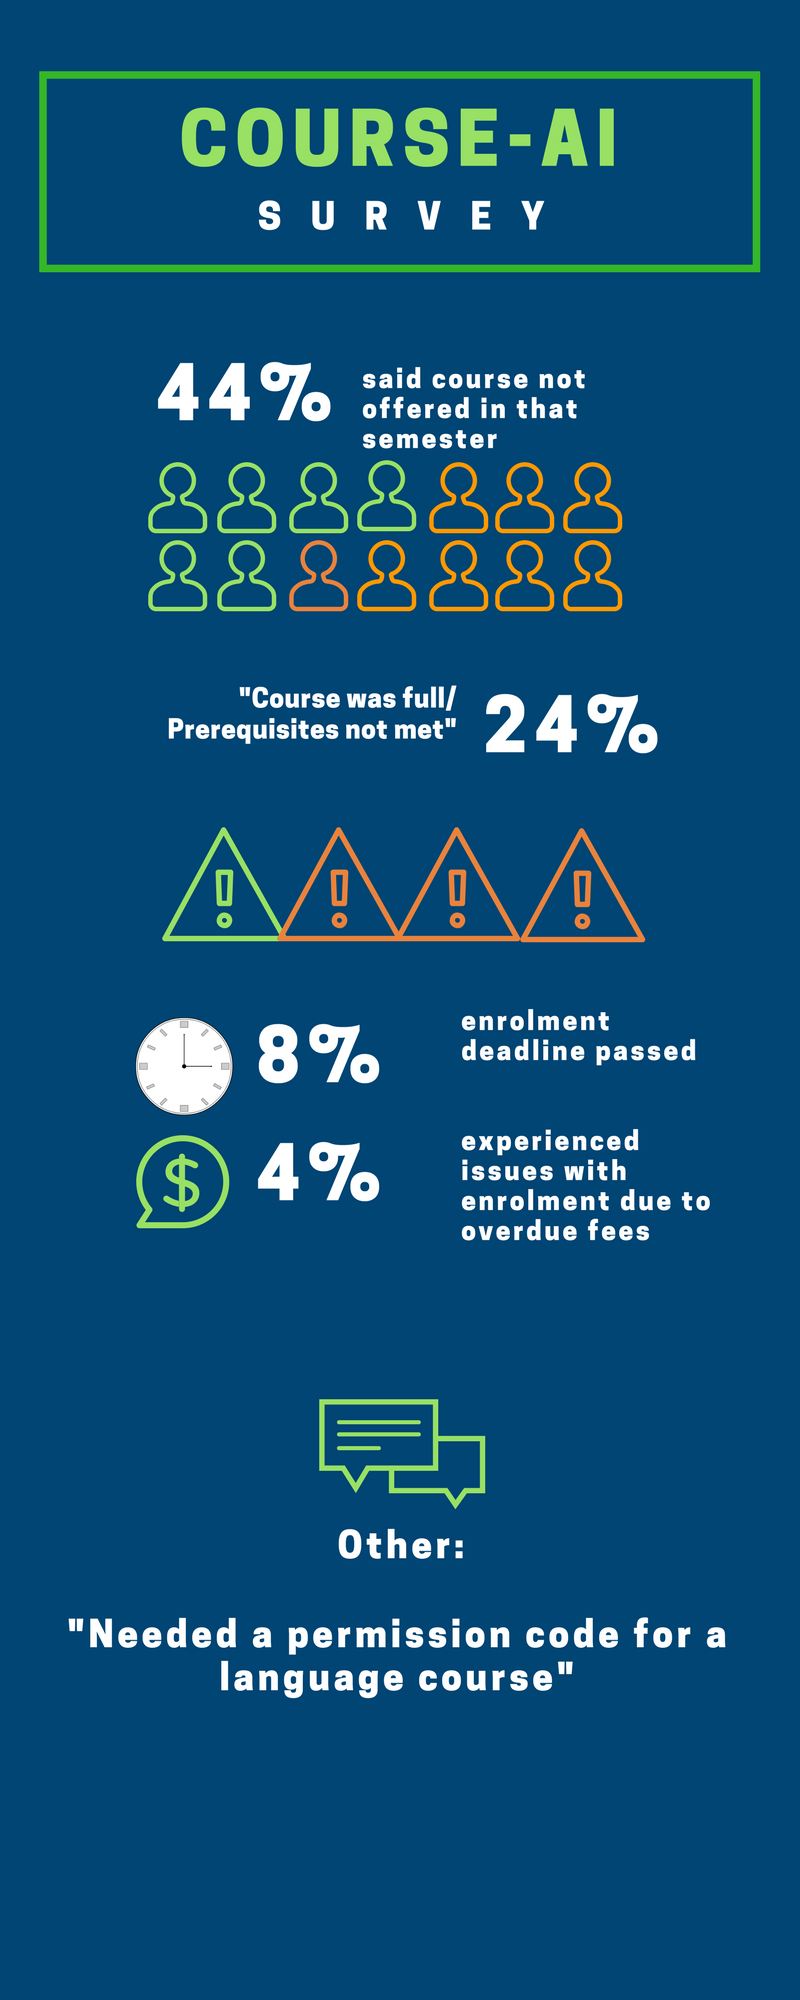 COURSE-AI
SURVEY
44%
said course not
offered in that
semester
"Course was full/
Prerequisites not met"
24%
8%
enrolment
deadline passed
4%
experienced
issues with
enrolment due to
overdue fees
Other:
"Needed a permission code for a
language course"